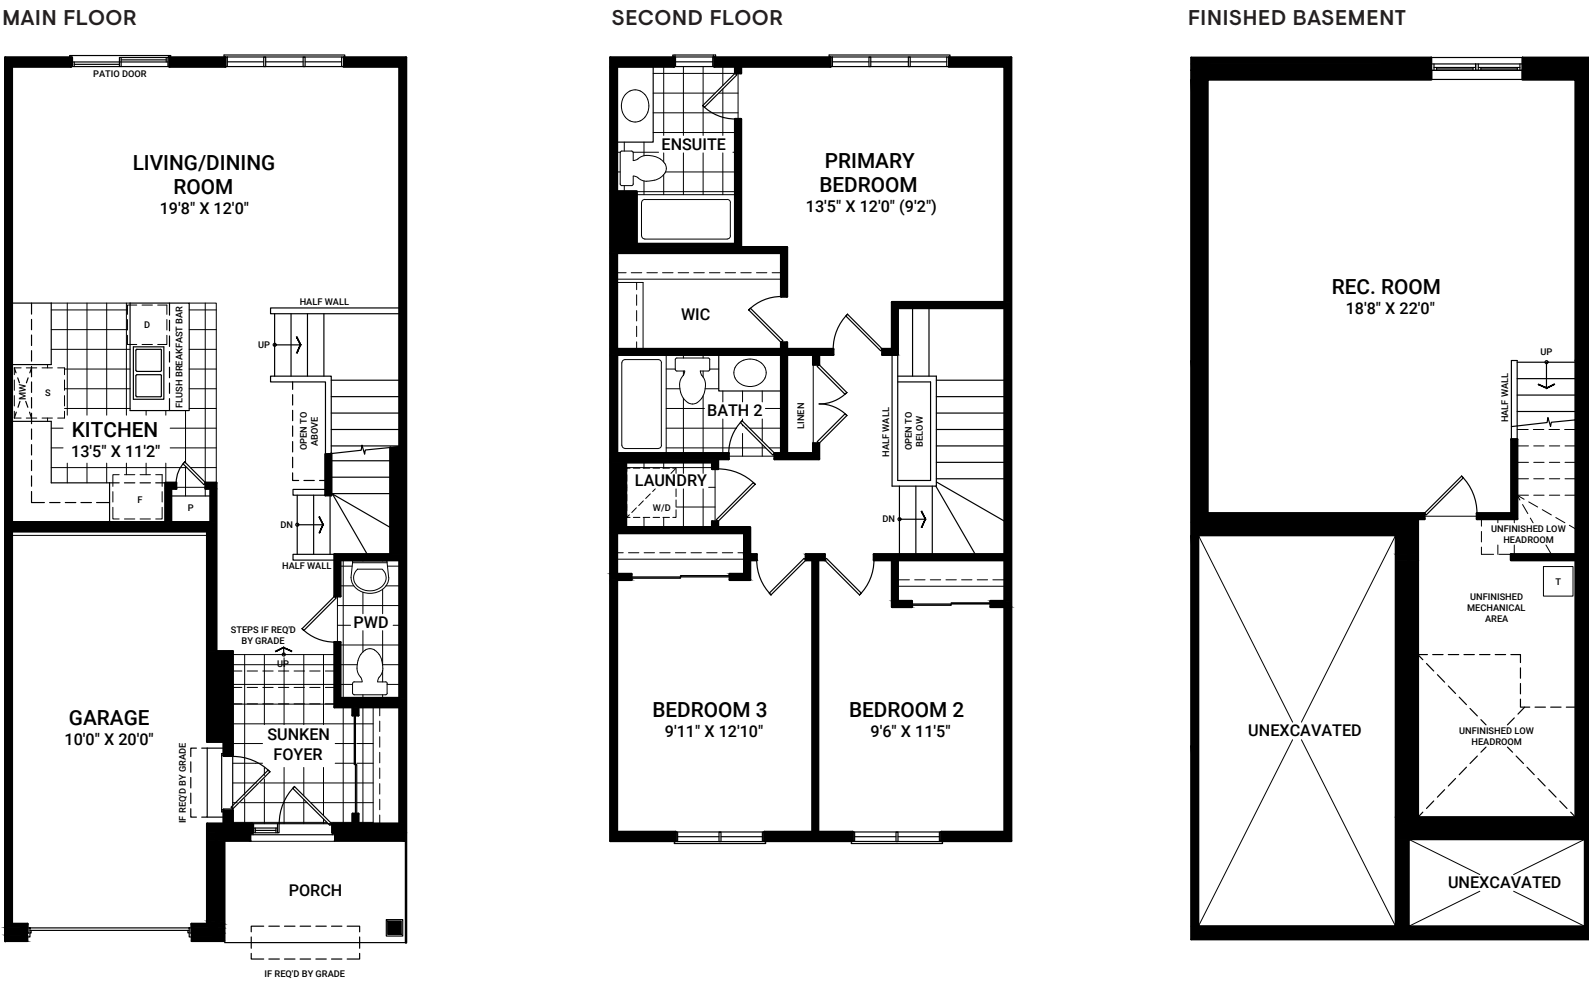 MAIN FLOOR
PATIO DOOR
LIVING/DINING
ROOM
19'8" X 12'0"
HALF WALL
UP
D
FLUSH BREAKFAST BAR
MW
S
KITCHEN
13'5" X 11'2"
OPEN TO
ABOVE
F
P
DN
HALF WALL
PWD
STEPS IF REQ'D
BY GRADE
UP
GARAGE
10'0" X 20'0"
SUNKEN
FOYER
IF REQ'D BY GRADE
PORCH
IF REQ'D BY GRADE
SECOND FLOOR
ENSUITE
PRIMARY
BEDROOM
13'5" X 12'0" (9'2")
WIC
BATH 2
LINEN
HALF WALL
OPEN TO
BELOW
LAUNDRY
W/D
DN
BEDROOM 3
9'11" X 12'10"
BEDROOM 2
9'6" X 11'5"
FINISHED BASEMENT
REC. ROOM
18'8" X 22'0"
UP
HALF WALL
UNFINISHED LOW
HEADROOM
T
UNFINISHED
MECHANICAL
AREA
UNEXCAVATED
UNFINISHED LOW
HEADROOM
UNEXCAVATED